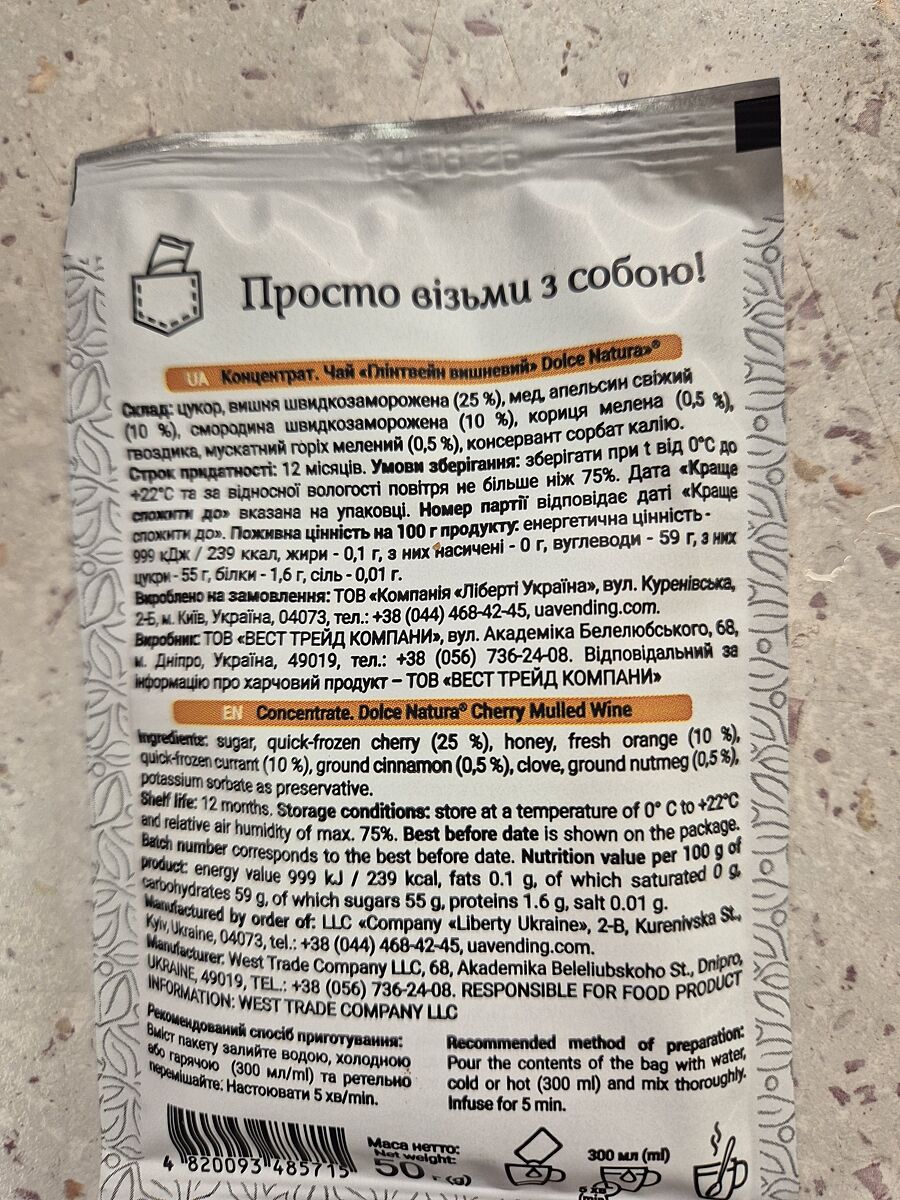 Просто візьми з собою!
UA Концентрат. Чай «Глінтвейн вишневий» Dolce Natura»®
Склад: цукор, вишня швидкозаморожена (25 %), мед, апельсин свіжий
(10 %), смородина швидкозаморожена (10 %), кориця мелена (0,5 %),
гвоздика, мускатний горіх мелений (0,5 %), консервант сорбат калію.
Строк придатності: 12 місяців. Умови зберігання: зберігати при t від 0°C до
+22°C та за відносної вологості повітря не більше ніж 75%. Дата «Краще
спожити до» вказана на упаковці. Номер партії відповідає даті «Краще
спожити до». Поживна цінність на 100 г продукту: енергетична цінність -
999 кДж / 239 ккал, жири - 0,1 г, з них насичені - 0 г, вуглеводи - 59 г, з них
цукри - 55 г, білки - 1,6 г, сіль - 0,01 г.
Вироблено на замовлення: ТОВ «Компанія «Ліберті Україна», вул. Куренівська,
2-Б, м. Київ, Україна, 04073, тел.: +38 (044) 468-42-45, uavending.com.
Виробник: ТОВ «ВЕСТ ТРЕЙД КОМПАНИ», вул. Академіка Белелюбського, 68,
м. Дніпро, Україна, 49019, тел.: +38 (056) 736-24-08. Відповідальний за
інформацію про харчовий продукт – ТОВ «ВЕСТ ТРЕЙД КОМПАНИ»
EN Concentrate. Dolce Natura® Cherry Mulled Wine
Ingredients: sugar, quick-frozen cherry (25 %), honey, fresh orange (10 %),
quick-frozen currant (10 %), ground cinnamon (0,5 %), clove, ground nutmeg (0,5 %),
potassium sorbate as preservative.
Shelf life: 12 months. Storage conditions: store at a temperature of 0° C to +22°C
and relative air humidity of max. 75%. Best before date is shown on the package.
Batch number corresponds to the best before date. Nutrition value per 100 g of
product: energy value 999 kJ / 239 kcal, fats 0.1 g, of which saturated 0 g,
carbohydrates 59 g, of which sugars 55 g, proteins 1.6 g, salt 0.01 g.
Manufactured by order of: LLC «Company «Liberty Ukraine», 2-B, Kurenivska St.,
Kyiv, Ukraine, 04073, tel.: +38 (044) 468-42-45, uavending.com.
Manufacturer: West Trade Company LLC, 68, Akademika Beleliubskoho St., Dnipro,
UKRAINE, 49019, TEL.: +38 (056) 736-24-08. RESPONSIBLE FOR FOOD PRODUCT
INFORMATION: WEST TRADE COMPANY LLC
Рекомендований спосіб приготування:
Вміст пакету залийте водою, холодною
або гарячою (300 мл/ml) та ретельно
перемішайте. Настоювати 5 хв/min.
Recommended method of preparation:
Pour the contents of the bag with water,
cold or hot (300 ml) and mix thoroughly.
Infuse for 5 min.
4 820093 485715
Маса нетто:
Net weight:
50 г (g)
300 мл (ml)
5 хв
(min)